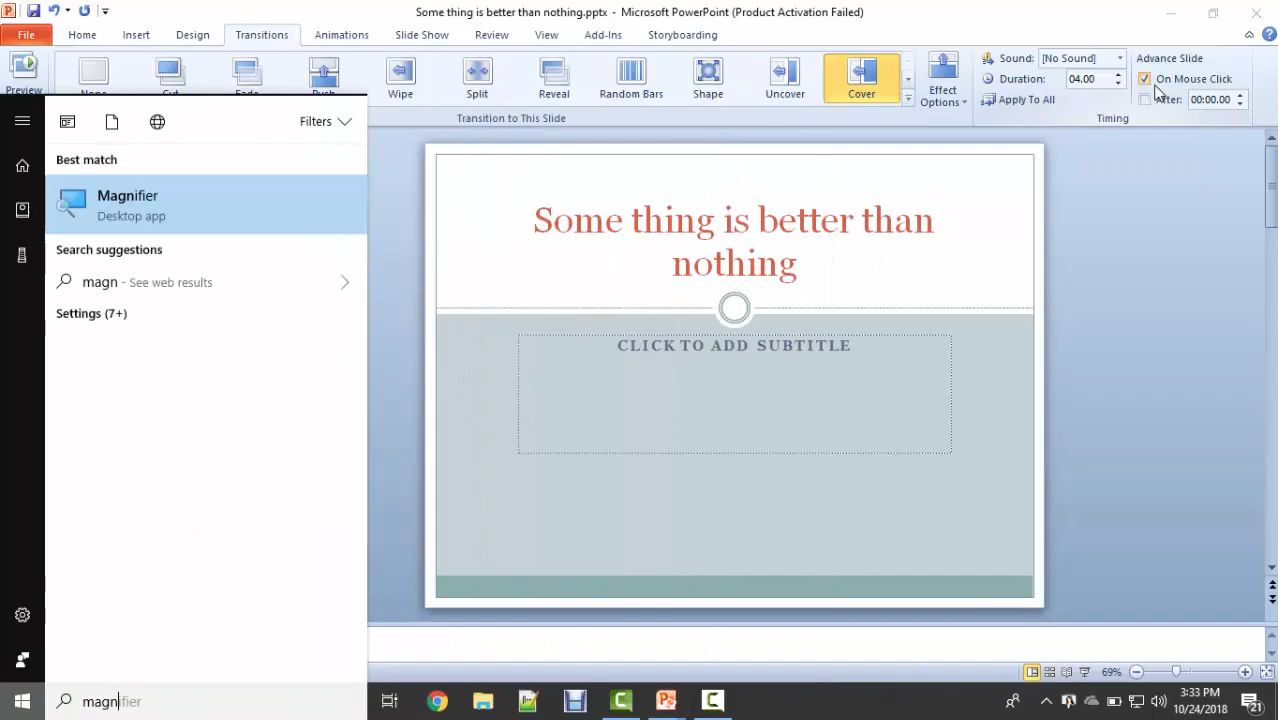 Some thing is better than nothing.pptx - Microsoft PowerPoint (Product Activation Failed)
File Home Insert Design Transitions Animations Slide Show Review View Add-Ins Storyboarding
Preview
None Cut Fade Push Wipe Split Reveal Random Bars Shape Uncover Cover
Effect
Options
Sound: [No Sound]
Duration: 04.00
Apply To All
Advance Slide
On Mouse Click
After: 00:00.00
Transition to This Slide
Timing
Filters
Best match
Magnifier
Desktop app
Search suggestions
magn - See web results
Settings (7+)
Some thing is better than
nothing
CLICK TO ADD SUBTITLE
69%
magnifier
3:33 PM
10/24/2018
21